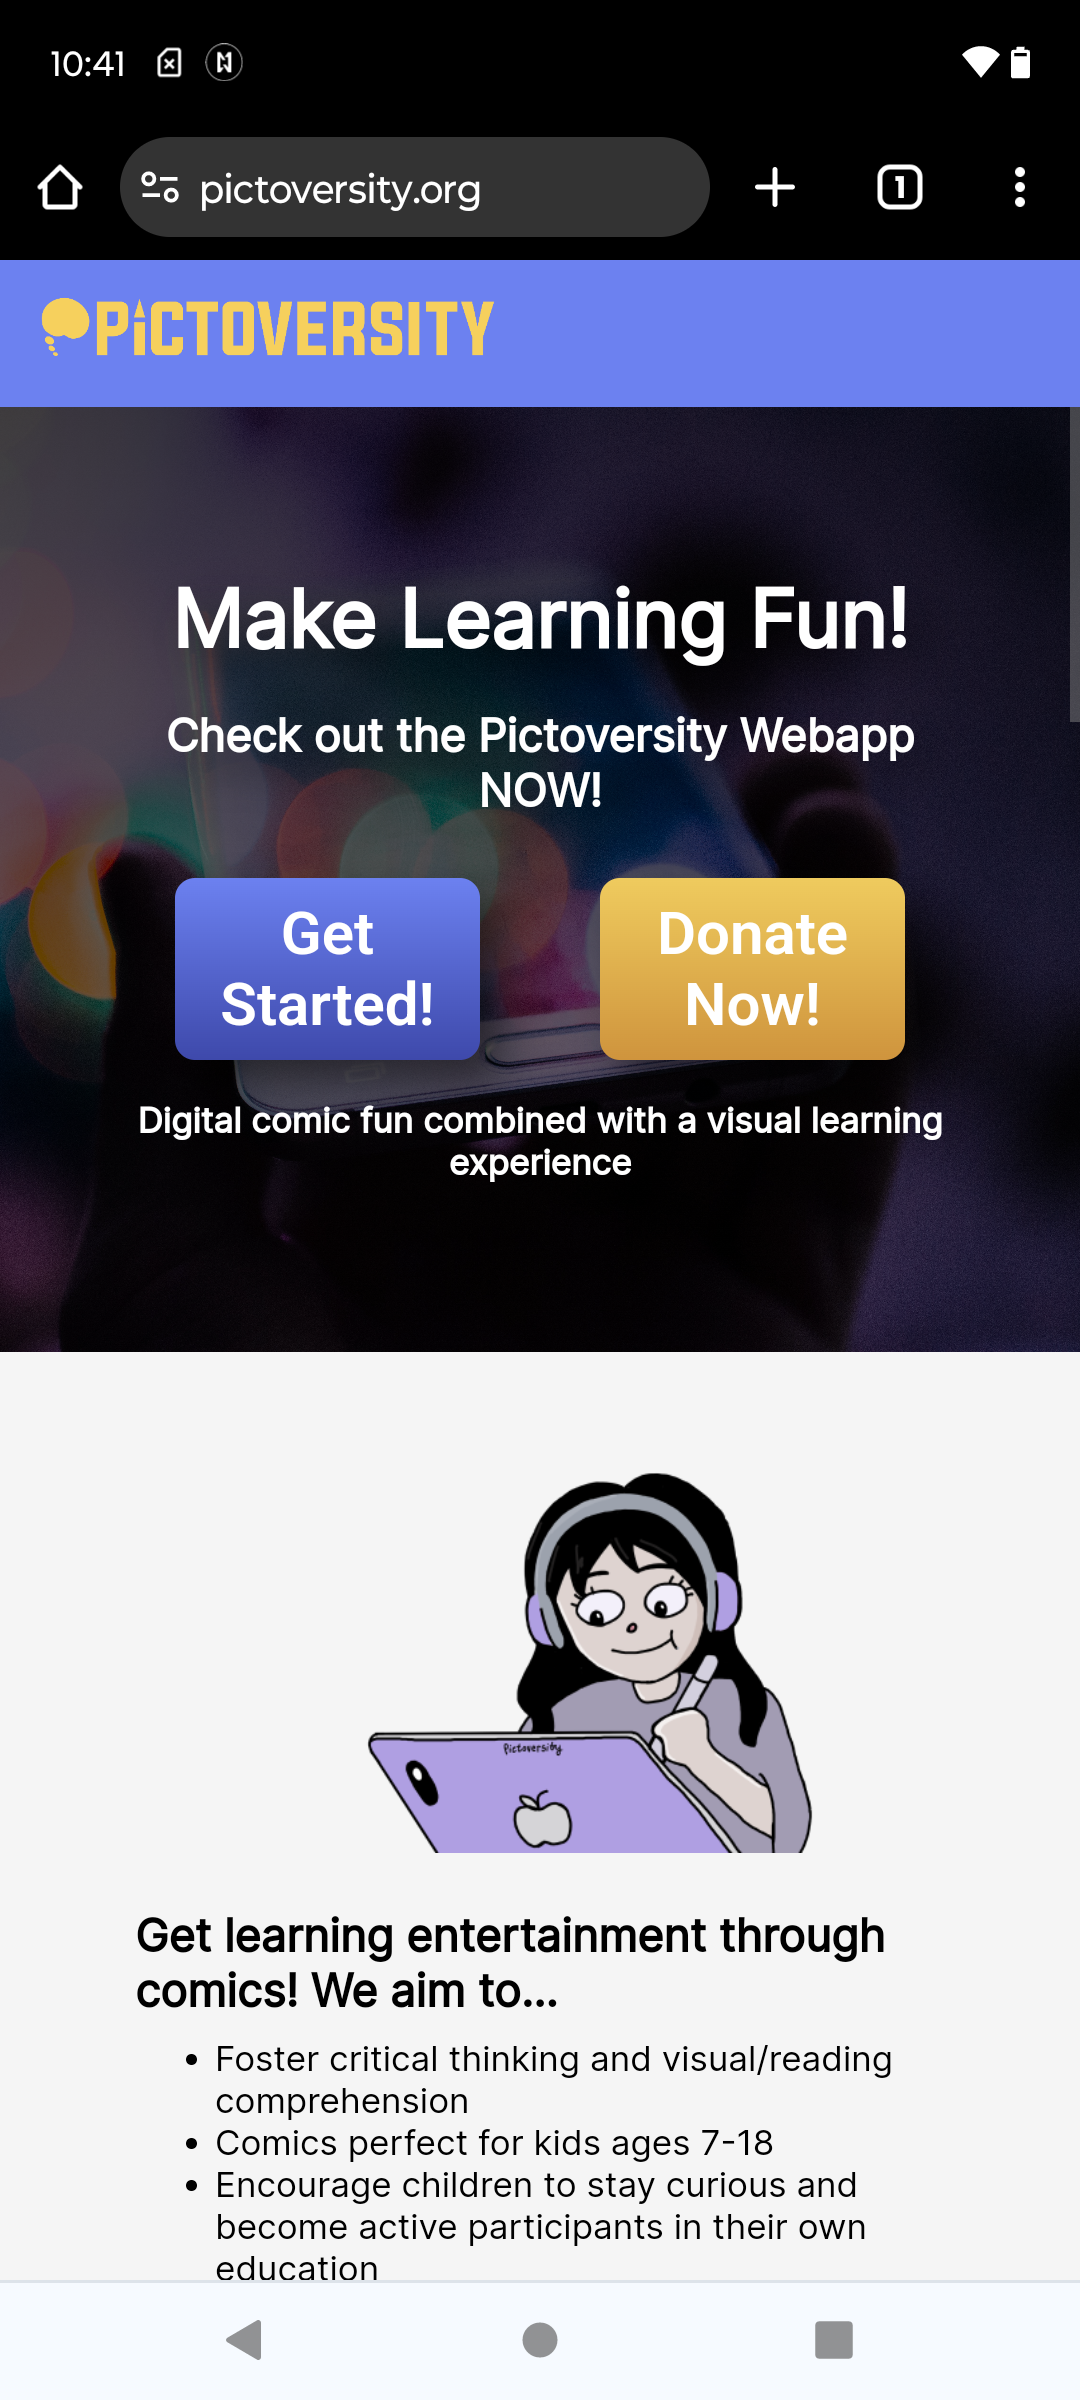 10:41
pictoversity.org
1
PiCTOVERSITY
Make Learning Fun!
Check out the Pictoversity Webapp
NOW!
Get
Started!
Donate
Now!
Digital comic fun combined with a visual learning
experience
Pictoversity
Get learning entertainment through
comics! We aim to...
Foster critical thinking and visual/reading
comprehension
Comics perfect for kids ages 7-18
Encourage children to stay curious and
become active participants in their own
education